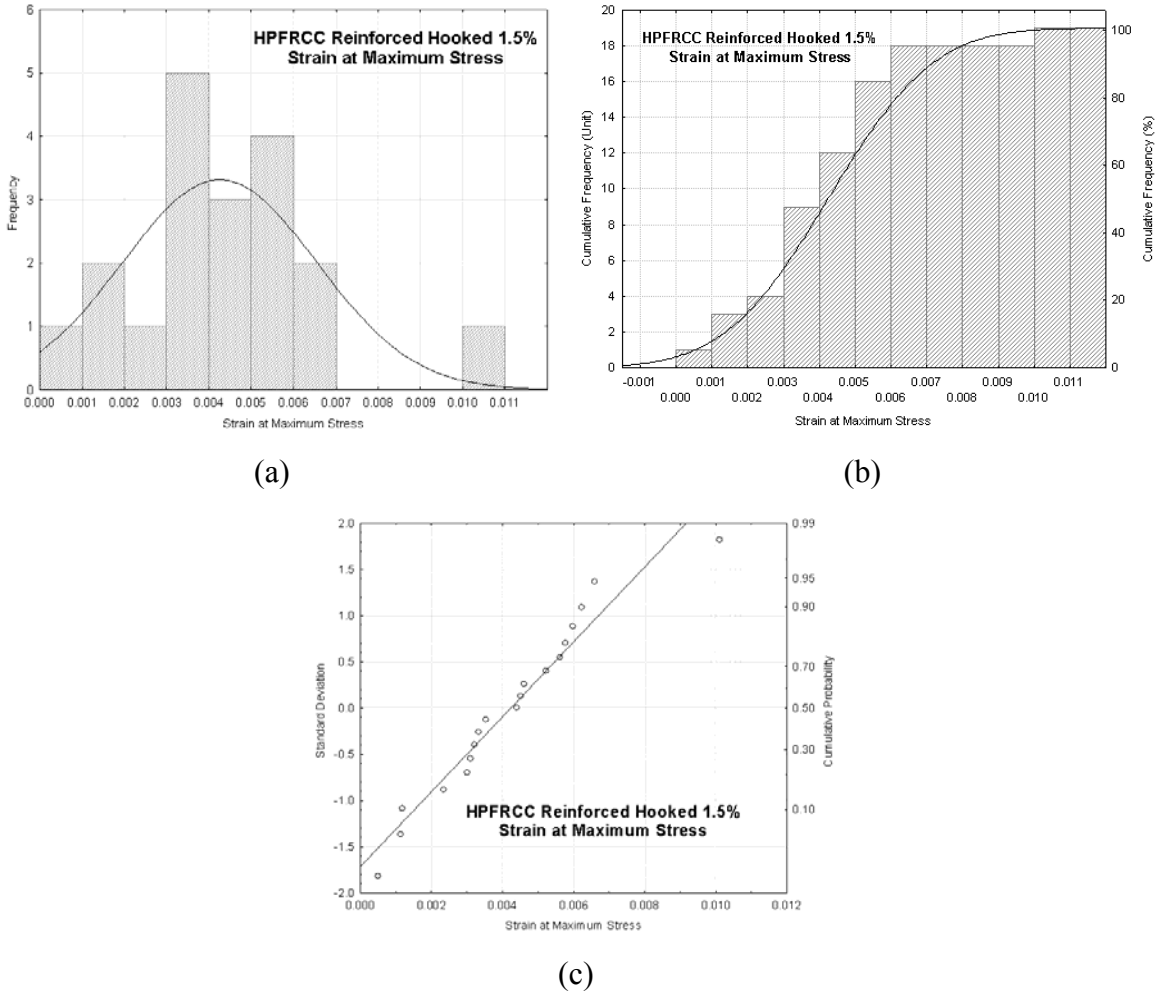 HPFRCC Reinforced Hooked 1.5%
Strain at Maximum Stress
Frequency
6
5
4
3
2
1
0
0.000 0.001 0.002 0.003 0.004 0.005 0.006 0.007 0.008 0.009 0.010 0.011
Strain at Maximum Stress
(a)
HPFRCC Reinforced Hooked 1.5%
Strain at Maximum Stress
Cumulative Frequency (Unit)
20
18
16
14
12
10
8
6
4
2
0
Cumulative Frequency (%)
100
80
60
40
20
0
-0.001 0.001 0.003 0.005 0.007 0.009 0.011
0.000 0.002 0.004 0.006 0.008 0.010
Strain at Maximum Stress
(b)
Standard Deviation
2.0
1.5
1.0
0.5
0.0
-0.5
-1.0
-1.5
-2.0
Cumulative Probability
0.99
0.95
0.90
0.70
0.50
0.30
0.10
HPFRCC Reinforced Hooked 1.5%
Strain at Maximum Stress
0.000 0.002 0.004 0.006 0.008 0.010 0.012
Strain at Maximum Stress
(c)